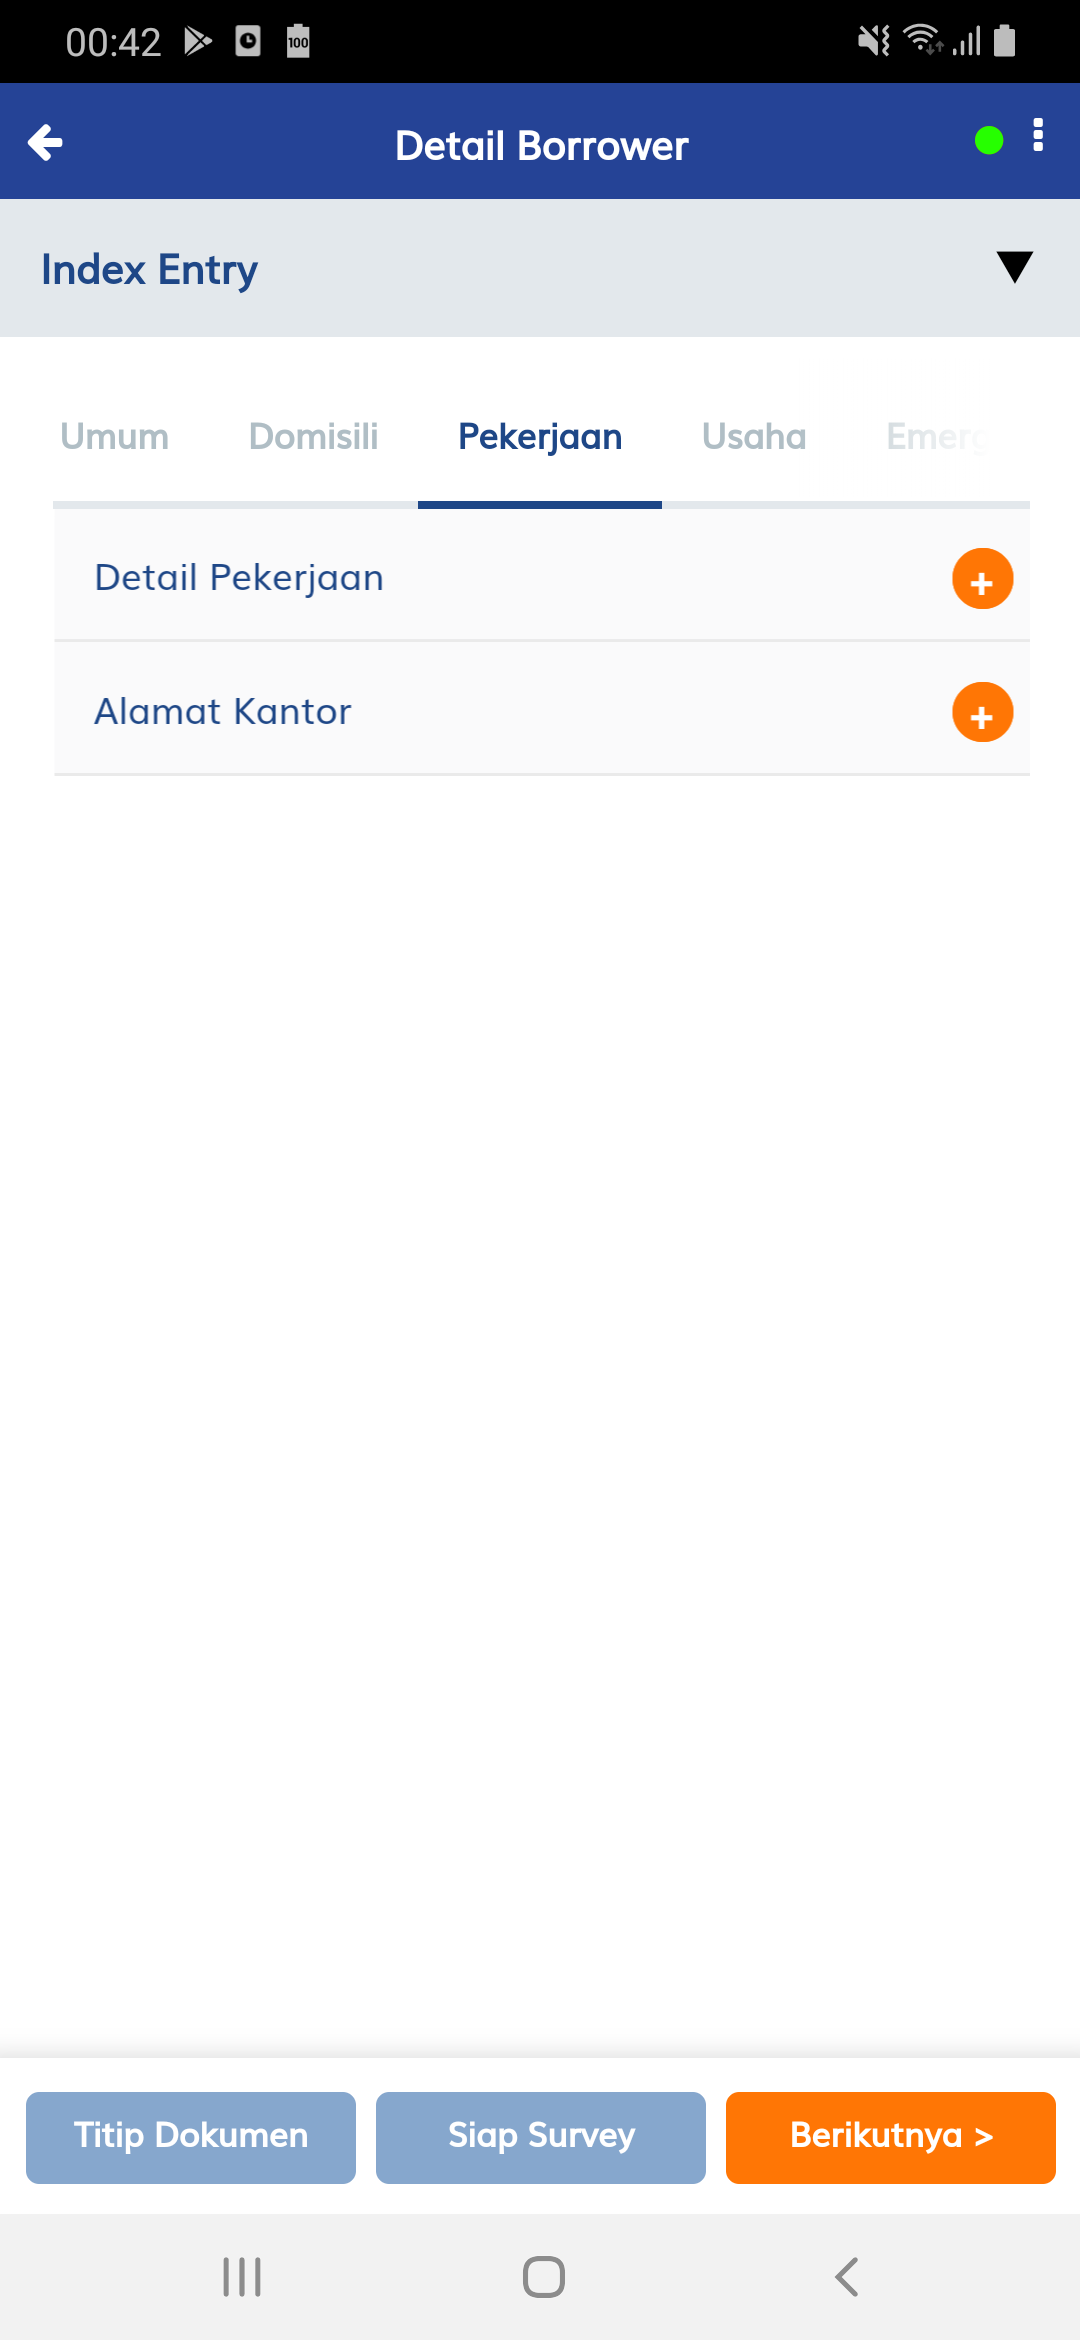 00:42
100
Detail Borrower
Index Entry
Umum Domisili Pekerjaan Usaha Emerg
Detail Pekerjaan
+
Alamat Kantor
+
Titip Dokumen Siap Survey Berikutnya >